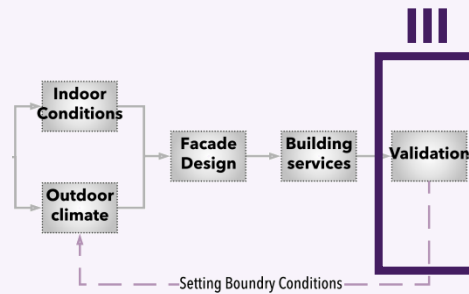 III
Indoor
Conditions
Outdoor
climate
Facade
Design
Building
services
Validation
Setting Boundry Conditions